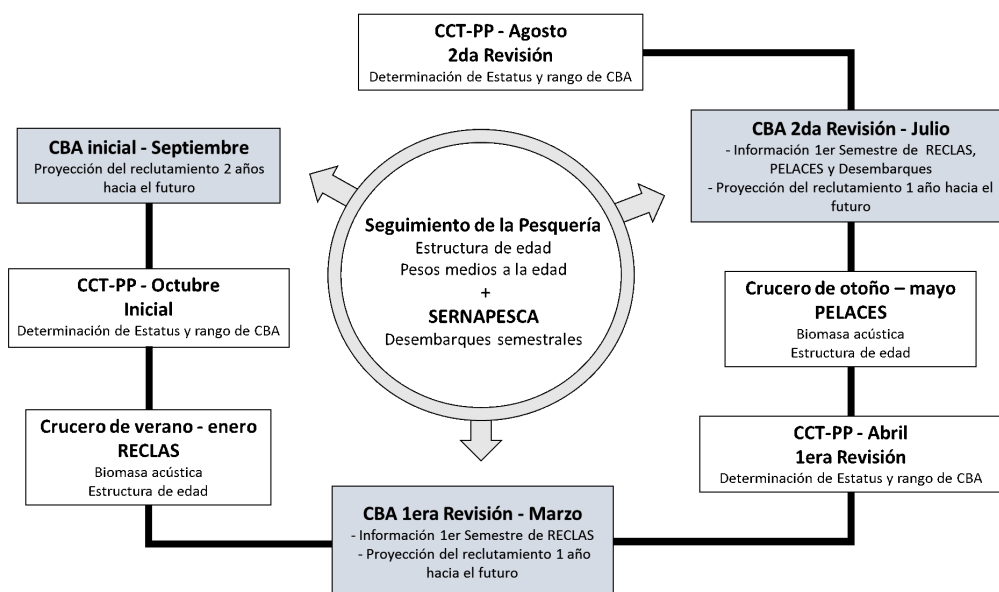 CCT-PP - Agosto
2da Revisión
Determinación de Estatus y rango de CBA
CBA inicial - Septiembre
Proyección del reclutamiento 2 años
hacia el futuro
CBA 2da Revisión - Julio
- Información 1er Semestre de RECLAS,
PELACES y Desembarques
- Proyección del reclutamiento 1 año hacia el
futuro
Seguimiento de la Pesquería
Estructura de edad
Pesos medios a la edad
+
SERNAPESCA
Desembarques semestrales
CCT-PP - Octubre
Inicial
Determinación de Estatus y rango de CBA
Crucero de otoño – mayo
PELACES
Biomasa acústica
Estructura de edad
Crucero de verano - enero
RECLAS
Biomasa acústica
Estructura de edad
CCT-PP - Abril
1era Revisión
Determinación de Estatus y rango de CBA
CBA 1era Revisión - Marzo
- Información 1er Semestre de RECLAS
- Proyección del reclutamiento 1 año
hacia el futuro